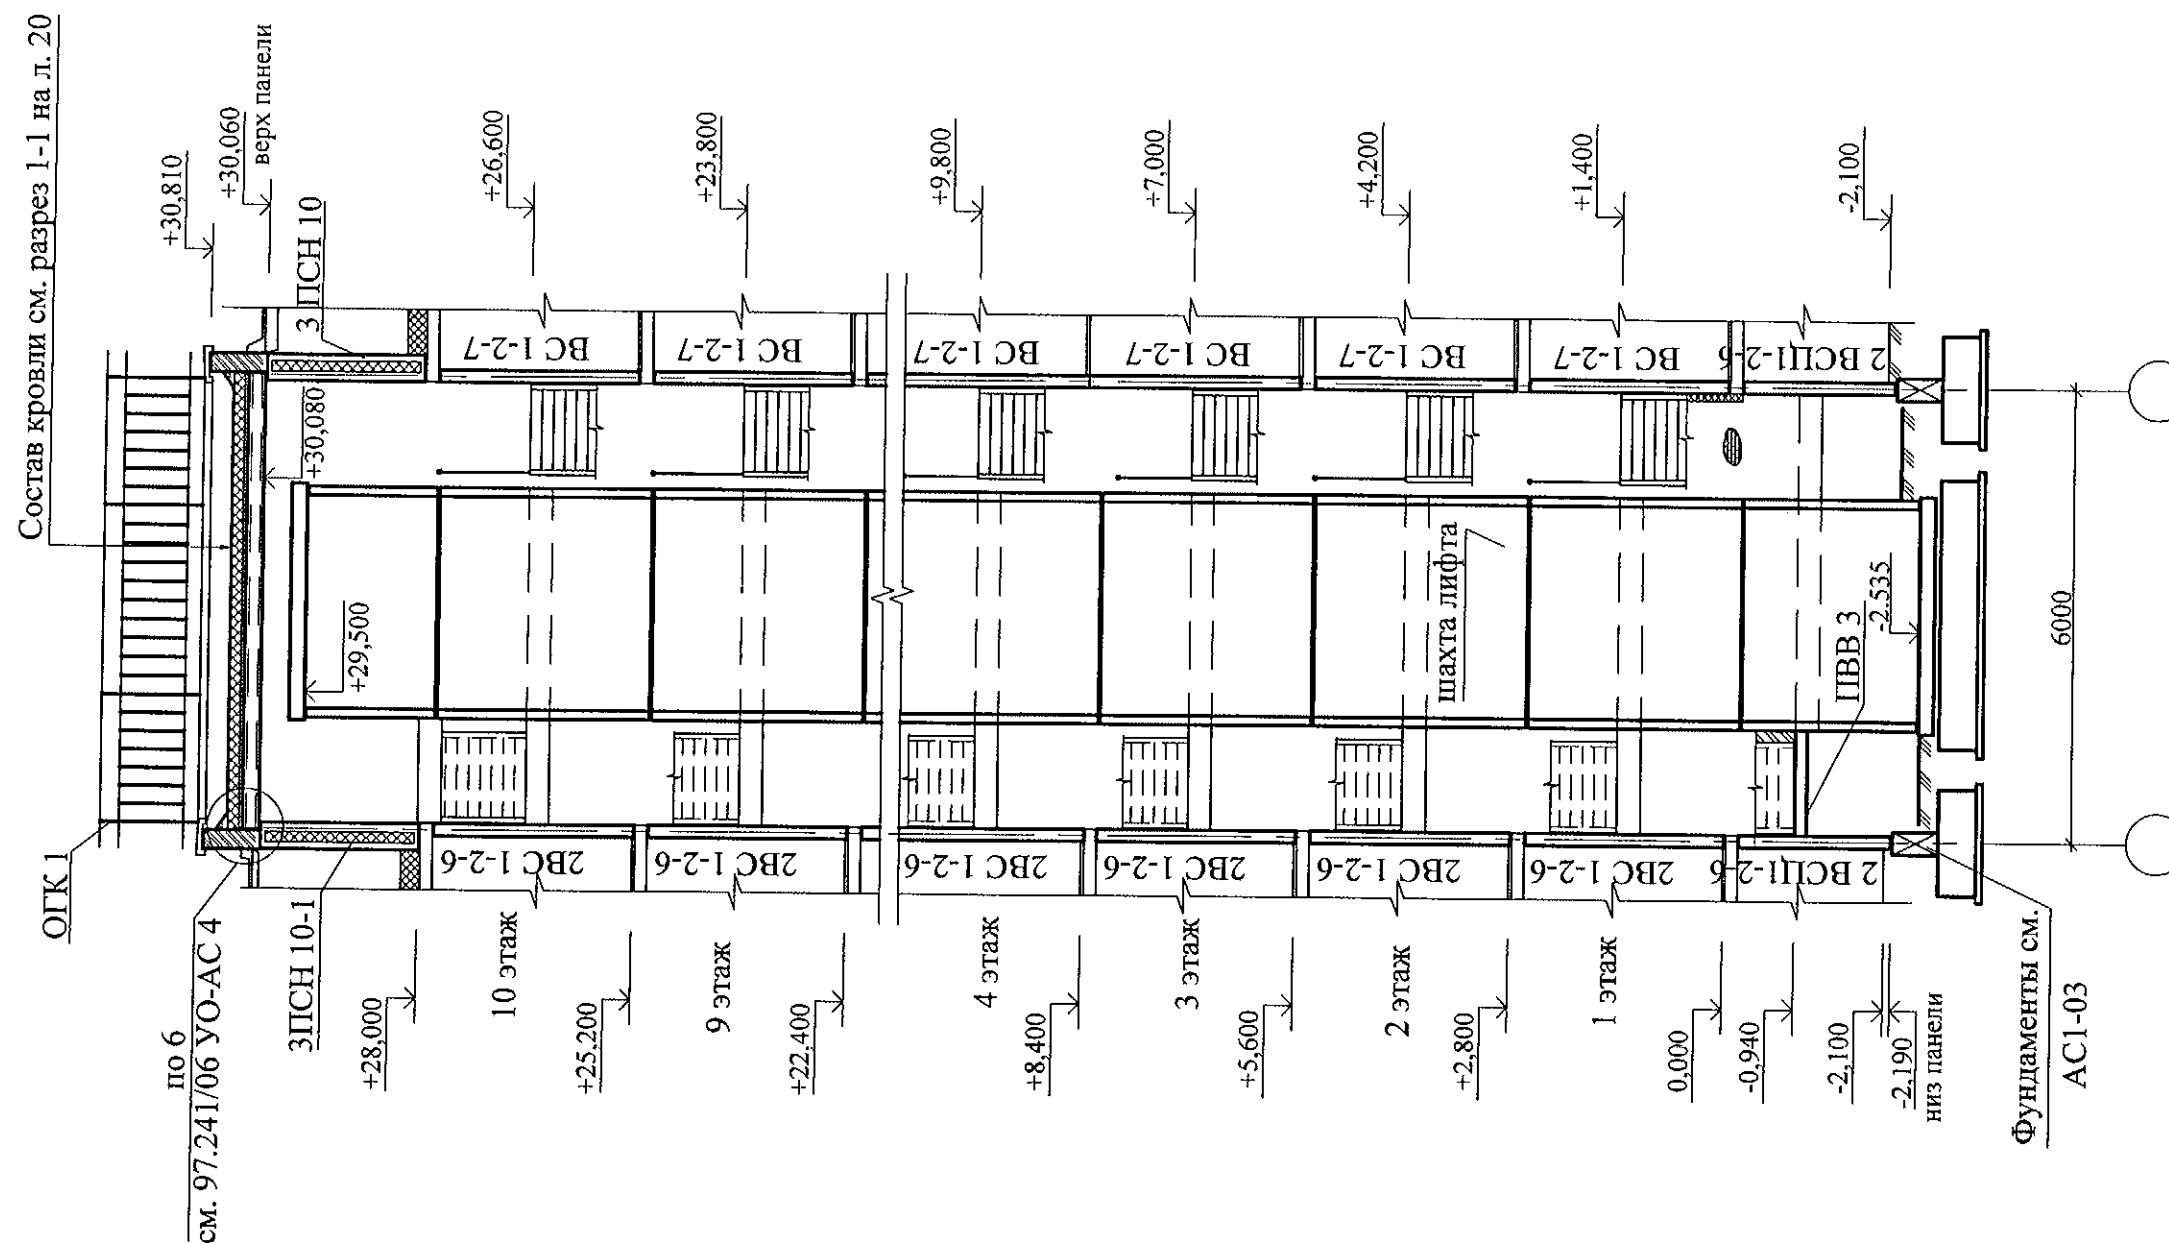 Состав кровли см. разрез 1-1 на л. 20
ОГК 1
по 6
см. 97.241/06 УО-АС 4
3ПСН 10-1
3 ПСН 10
+30,810
+30,060
верх панели
+30,080
+29,500
+28,000
10 этаж
+26,600
+25,200
9 этаж
+23,800
+22,400
+9,800
4 этаж
+8,400
+7,000
3 этаж
+5,600
+4,200
2 этаж
+2,800
+1,400
1 этаж
0,000
-0,940
-2,100
-2,190
низ панели
-2,100
2ВС 1-2-6
2ВС 1-2-6
2ВС 1-2-6
2ВС 1-2-6
2ВС 1-2-6
2ВС 1-2-6
2 ВСЦ1-2-6
ВС 1-2-7
ВС 1-2-7
ВС 1-2-7
ВС 1-2-7
ВС 1-2-7
ВС 1-2-7
2 ВСЦ1-2-6
шахта лифта
ПВВ 3
-2.535
6000
Фундаменты см.
АС1-03